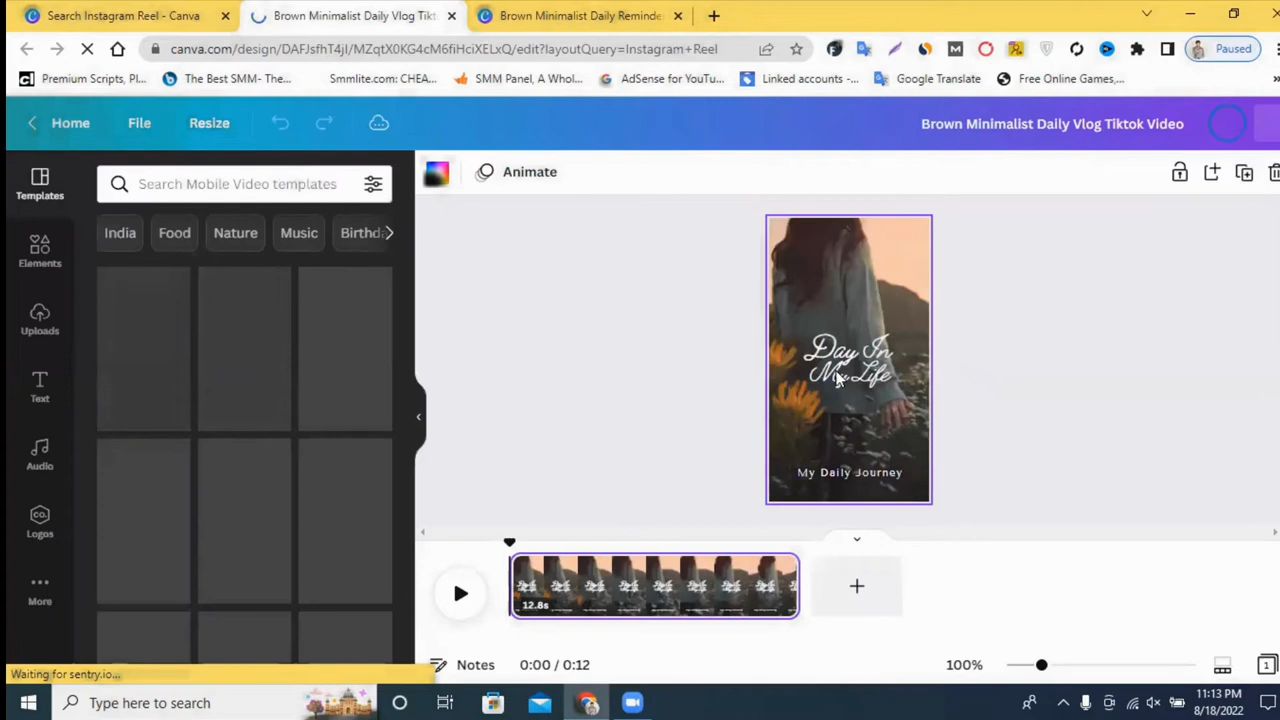 Search Instagram Reel - Canva
Brown Minimalist Daily Vlog Tikt
Brown Minimalist Daily Reminde
canva.com/design/DAFJsfhT4jI/MZqtX0KG4cM6fiHciXELxQ/edit?layoutQuery=Instagram+Reel
Paused
Premium Scripts, Pl...
The Best SMM- The...
Smmlite.com: CHEA...
SMM Panel, A Whol...
AdSense for YouTu...
Linked accounts -...
Google Translate
Free Online Games,...
Home
File
Resize
Brown Minimalist Daily Vlog Tiktok Video
Templates
Search Mobile Video templates
Animate
India
Food
Nature
Music
Birthd
Elements
Uploads
Text
Audio
Logos
More
Day In
My Life
My Daily Journey
12.8s
Notes
0:00 / 0:12
100%
1
Waiting for sentry.io...
Type here to search
11:13 PM
8/18/2022